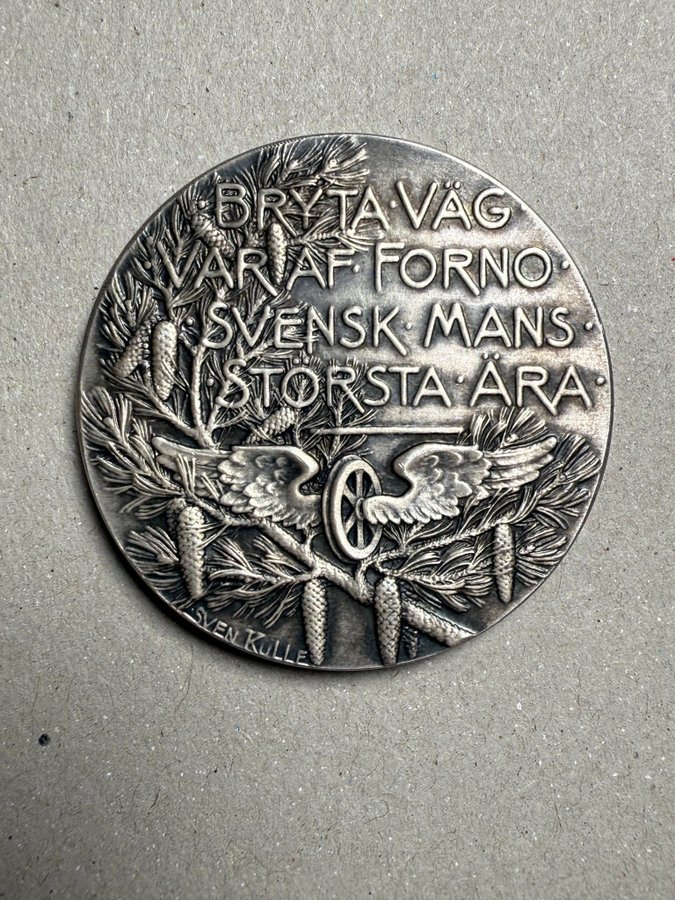 ·BRYTA·VÄG
·VAR·AF·FORNO·
·SVENSK·MANS·
·STÖRSTA·ÄRA·
SVEN KULLE